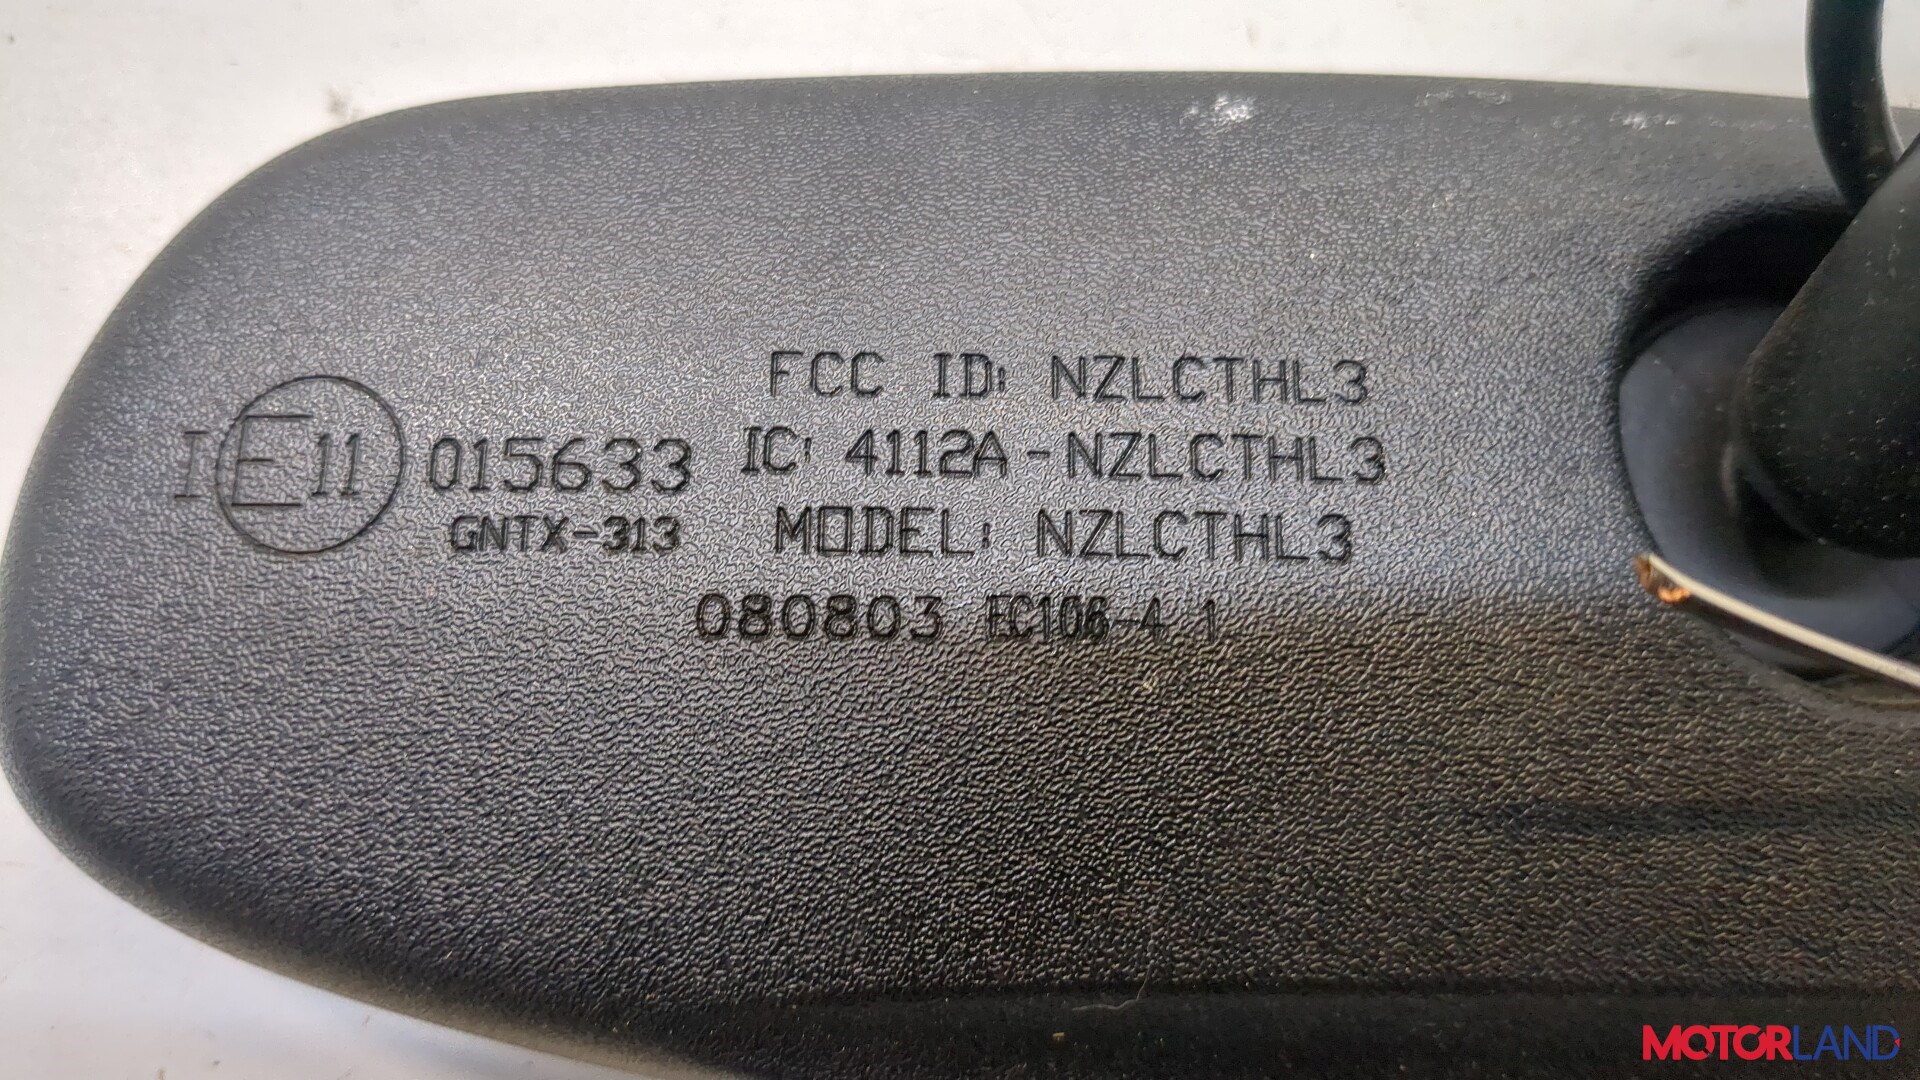 FCC ID: NZLCTHL3
I E11 015633 IC: 4112A-NZLCTHL3
GNTX-313 MODEL: NZLCTHL3
080803 EC106-4 1
MOTORLAND